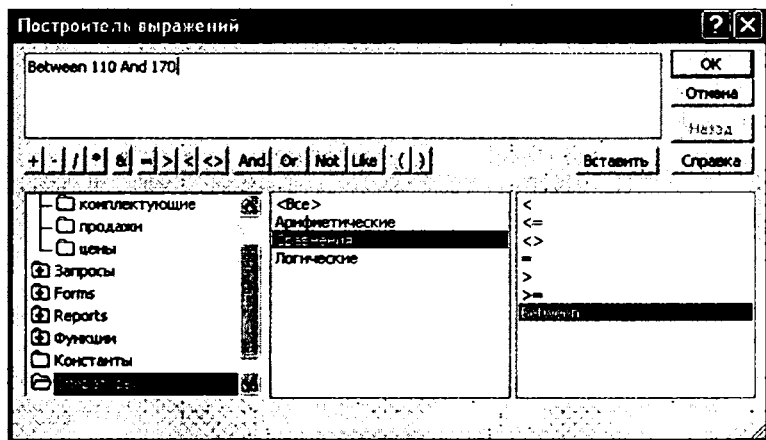 Построитель выражений
Between 110 And 170
OK
Отмена
Назад
+ - / * & = > < <> And Or Not Like ( )
Вставить
Справка
комплектующие
продажи
цены
Запросы
Forms
Reports
Функции
Константы
<Все>
Арифметические
Сравнения
Логические
<
<=
<>
=
>
>=
Between